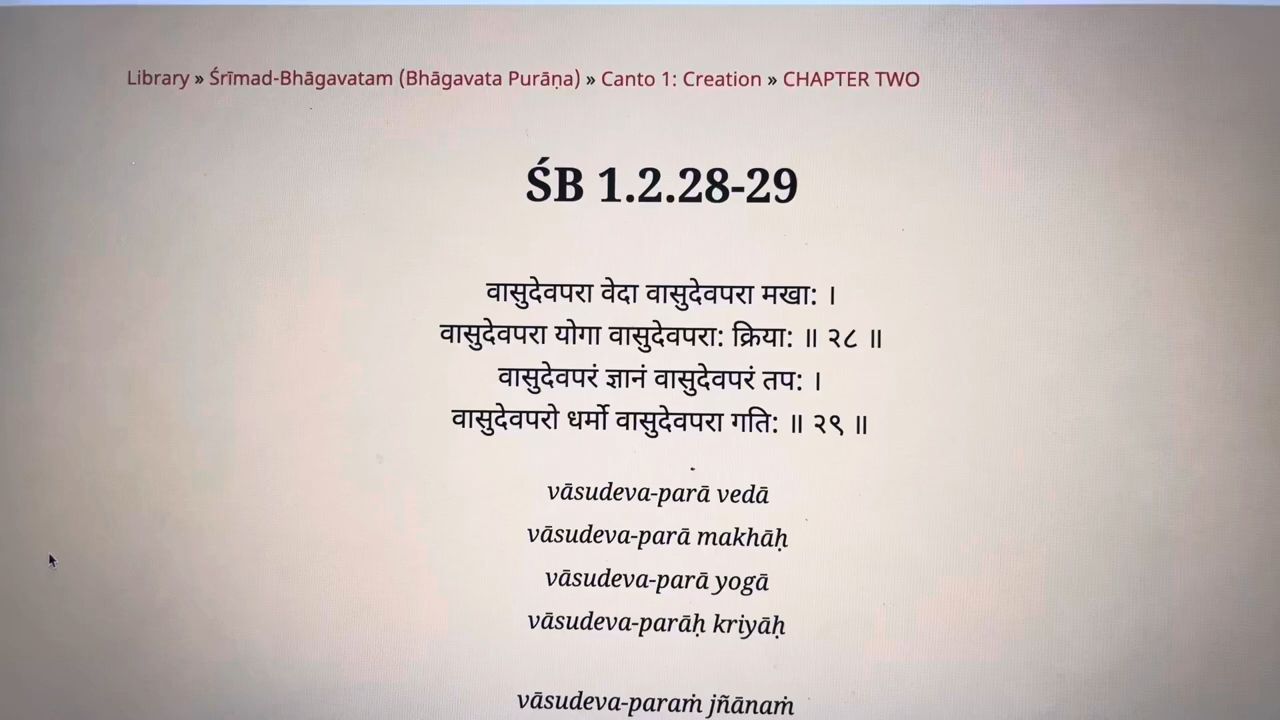 Library » Śrīmad-Bhāgavatam (Bhāgavata Purāṇa) » Canto 1: Creation » CHAPTER TWO
ŚB 1.2.28-29
वासुदेवपरा वेदा वासुदेवपरा मखा: ।
वासुदेवपरा योगा वासुदेवपरा: क्रिया: ॥ २८ ॥
वासुदेवपरं ज्ञानं वासुदेवपरं तप: ।
वासुदेवपरो धर्मो वासुदेवपरा गति: ॥ २९ ॥
vāsudeva-parā vedā
vāsudeva-parā makhāḥ
vāsudeva-parā yogā
vāsudeva-parāḥ kriyāḥ
vāsudeva-paraṁ jñānaṁ